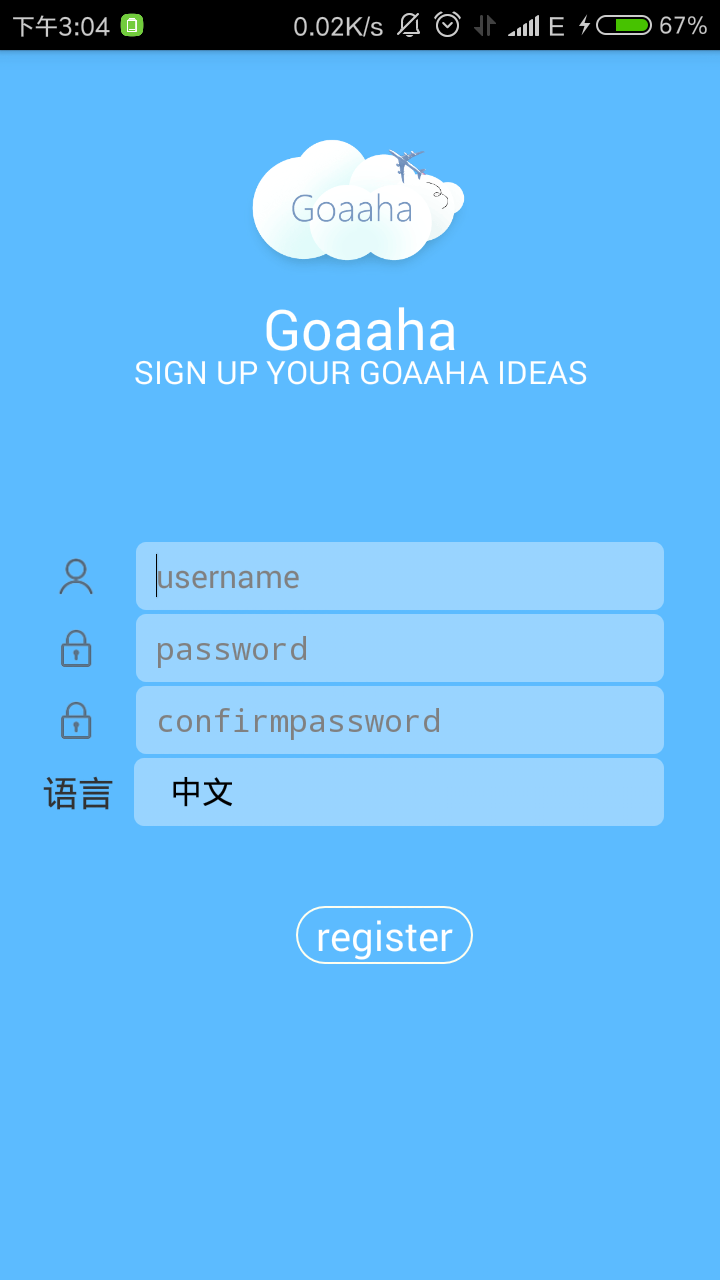 下午3:04 0.02K/s E 67%
Goaaha
Goaaha
SIGN UP YOUR GOAAHA IDEAS
username
password
confirmpassword
语言 中文
register